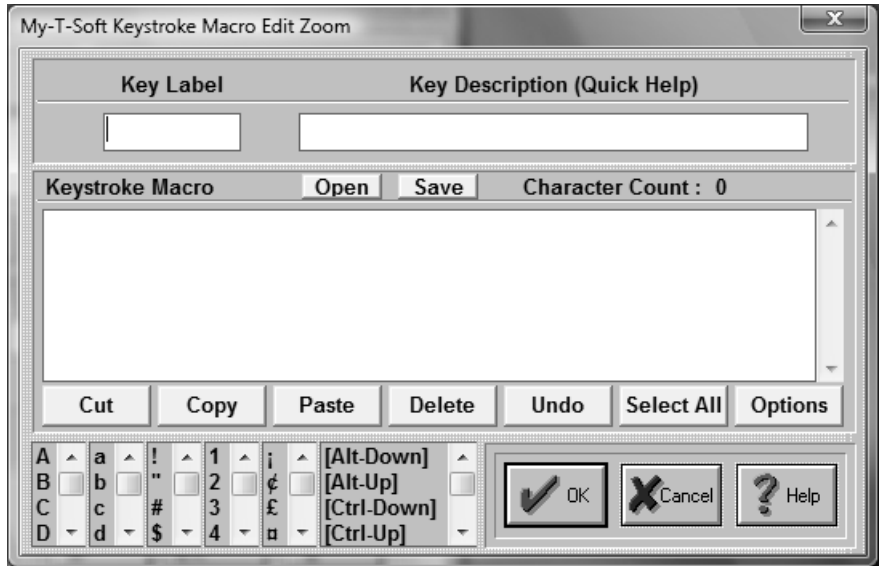 My-T-Soft Keystroke Macro Edit Zoom
Key Label Key Description (Quick Help)
Keystroke Macro Open Save Character Count : 0
Cut Copy Paste Delete Undo Select All Options
A a ! 1 ¡ [Alt-Down]
B b " 2 ¢ [Alt-Up]
C c # 3 £ [Ctrl-Down]
D d $ 4 ¤ [Ctrl-Up]
OK Cancel Help